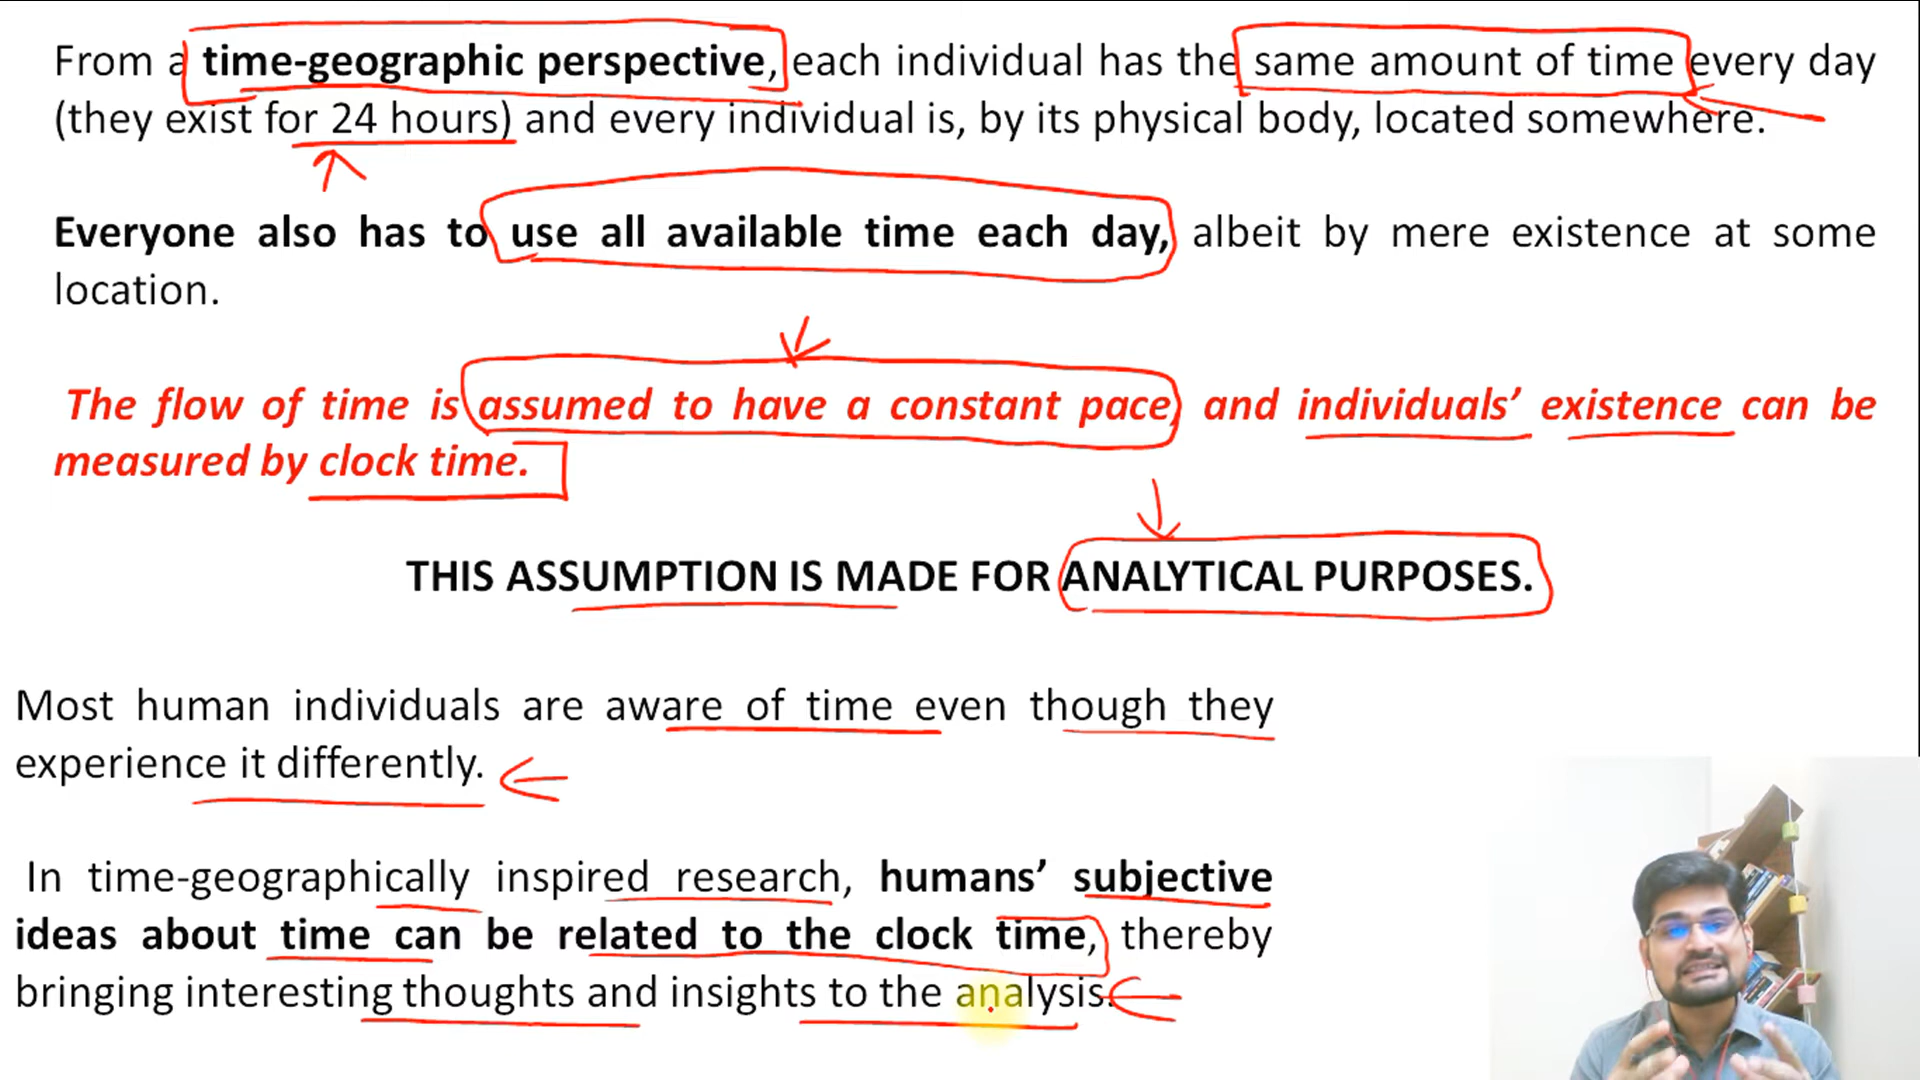 From a time-geographic perspective, each individual has the same amount of time every day
(they exist for 24 hours) and every individual is, by its physical body, located somewhere.
Everyone also has to use all available time each day, albeit by mere existence at some
location.
The flow of time is assumed to have a constant pace, and individuals’ existence can be
measured by clock time.
THIS ASSUMPTION IS MADE FOR ANALYTICAL PURPOSES.
Most human individuals are aware of time even though they
experience it differently.
In time-geographically inspired research, humans’ subjective
ideas about time can be related to the clock time, thereby
bringing interesting thoughts and insights to the analysis.